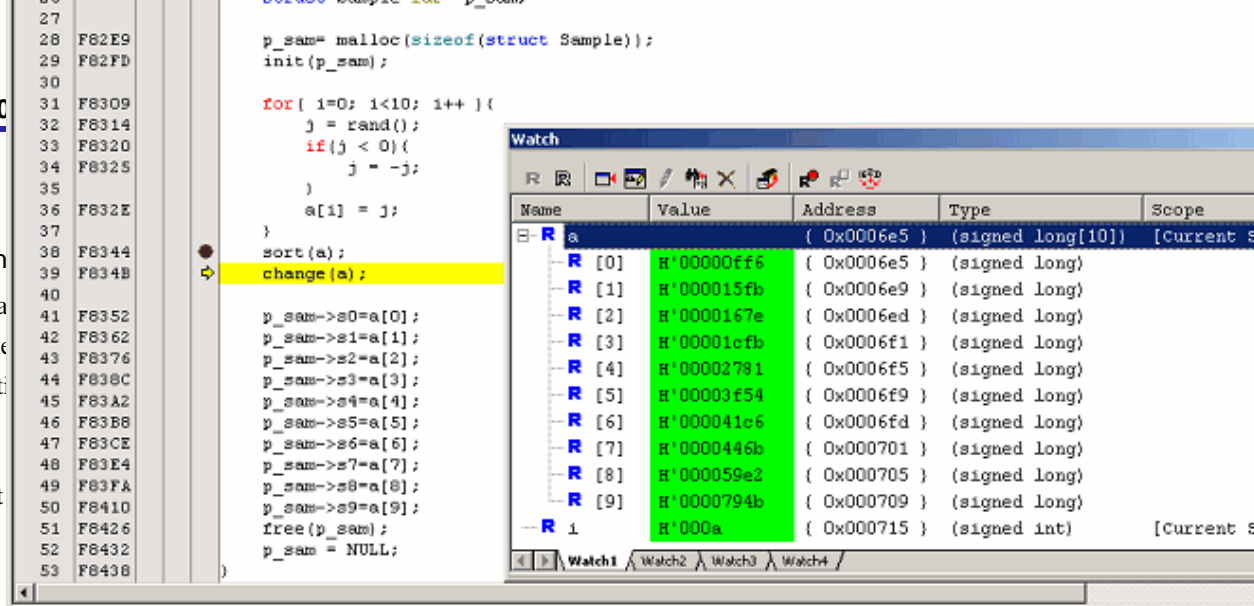 27
28 F82E9 p_sam= malloc(sizeof(struct Sample));
29 F82FD init(p_sam);
30
31 F8309 for( i=0; i<10; i++ ){
32 F8314 j = rand();
33 F8320 if(j < 0){
34 F8325 j = -j;
35 }
36 F832E a[i] = j;
37 }
38 F8344 sort(a);
39 F834B change(a);
40
41 F8352 p_sam->s0=a[0];
42 F8362 p_sam->s1=a[1];
43 F8376 p_sam->s2=a[2];
44 F838C p_sam->s3=a[3];
45 F83A2 p_sam->s4=a[4];
46 F83B8 p_sam->s5=a[5];
47 F83CE p_sam->s6=a[6];
48 F83E4 p_sam->s7=a[7];
49 F83FA p_sam->s8=a[8];
50 F8410 p_sam->s9=a[9];
51 F8426 free(p_sam);
52 F8432 p_sam = NULL;
53 F8438 }
Watch
Name Value Address Type Scope
R a { 0x0006e5 } (signed long[10]) [Current S
R [0] H'00000ff6 { 0x0006e5 } (signed long)
R [1] H'000015fb { 0x0006e9 } (signed long)
R [2] H'0000167e { 0x0006ed } (signed long)
R [3] H'00001cfb { 0x0006f1 } (signed long)
R [4] H'00002781 { 0x0006f5 } (signed long)
R [5] H'00003f54 { 0x0006f9 } (signed long)
R [6] H'000041c6 { 0x0006fd } (signed long)
R [7] H'0000446b { 0x000701 } (signed long)
R [8] H'000059e2 { 0x000705 } (signed long)
R [9] H'0000794b { 0x000709 } (signed long)
R i H'000a { 0x000715 } (signed int) [Current S
Watch1 Watch2 Watch3 Watch4